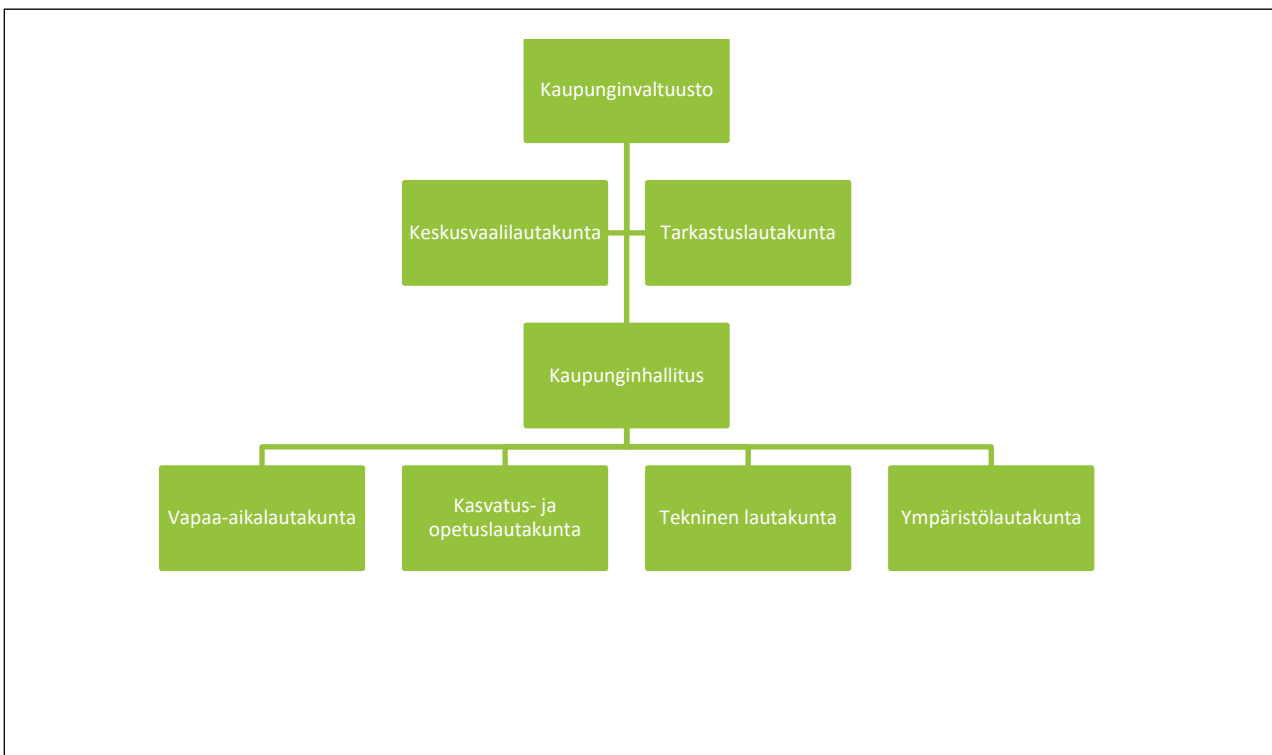 Kaupunginvaltuusto
Keskusvaalilautakunta
Tarkastuslautakunta
Kaupunginhallitus
Vapaa-aikalautakunta
Kasvatus- ja
opetuslautakunta
Tekninen lautakunta
Ympäristölautakunta